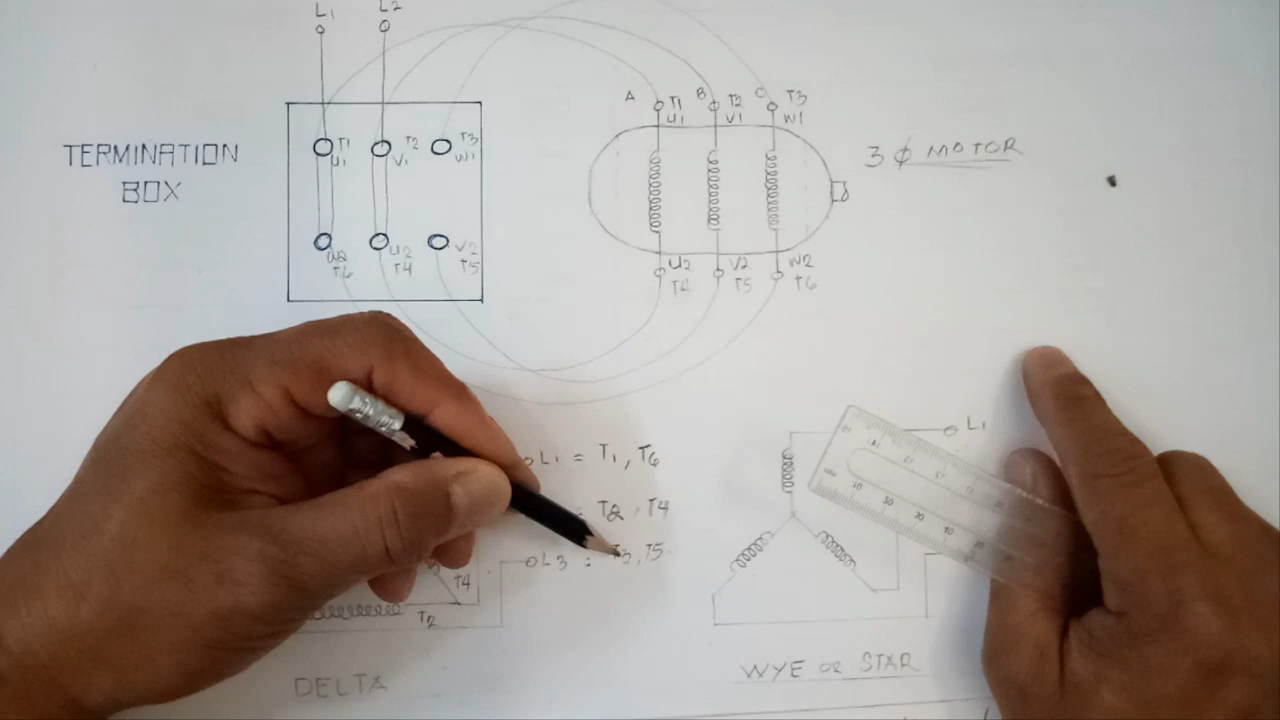 L1 L2
A T1 B T2 C T3
U1 V1 W1
TERMINATION
BOX
T1 T2 T3
U1 V1 W1
3 ϕ MOTOR
W2 U2 V2
T6 T4 T5
U2 V2 W2
T4 T5 T6
L1 = T1, T6
= T2, T4
L3 : T3, T5
L1
T4
T2
DELTA
WYE OR STAR